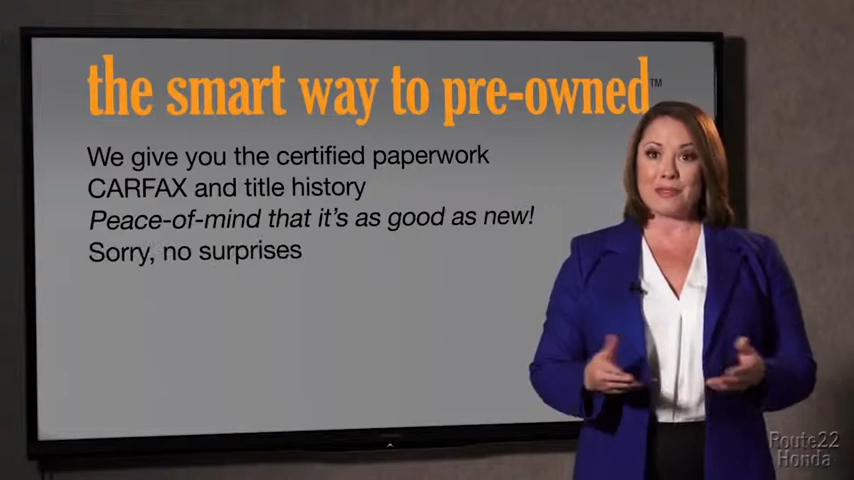 the smart way to pre-owned™
We give you the certified paperwork
CARFAX and title history
Peace-of-mind that it's as good as new!
Sorry, no surprises
Route22
Honda